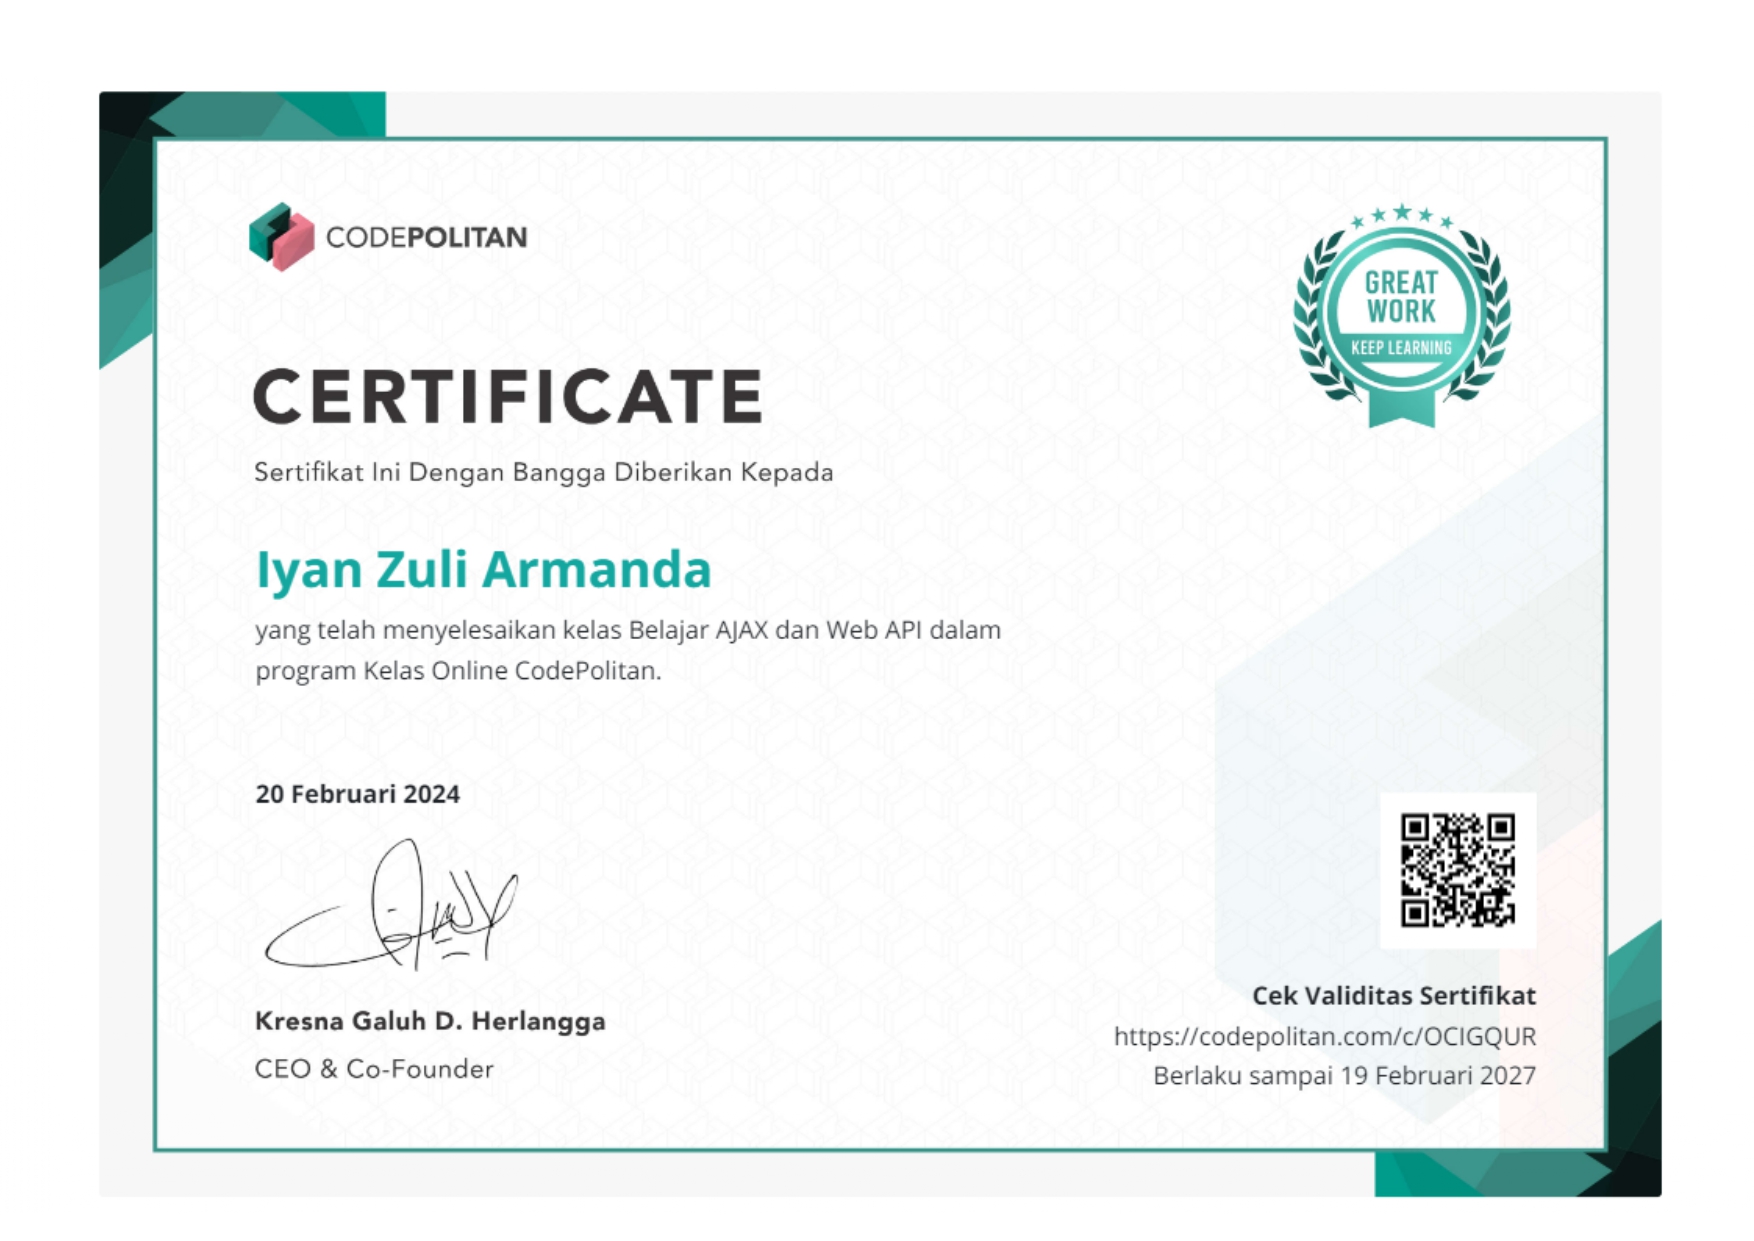 CODEPOLITAN
GREAT
WORK
KEEP LEARNING
CERTIFICATE
Sertifikat Ini Dengan Bangga Diberikan Kepada
Iyan Zuli Armanda
yang telah menyelesaikan kelas Belajar AJAX dan Web API dalam
program Kelas Online CodePolitan.
20 Februari 2024
Kresna Galuh D. Herlangga
CEO & Co-Founder
Cek Validitas Sertifikat
https://codepolitan.com/c/OCIGQUR
Berlaku sampai 19 Februari 2027